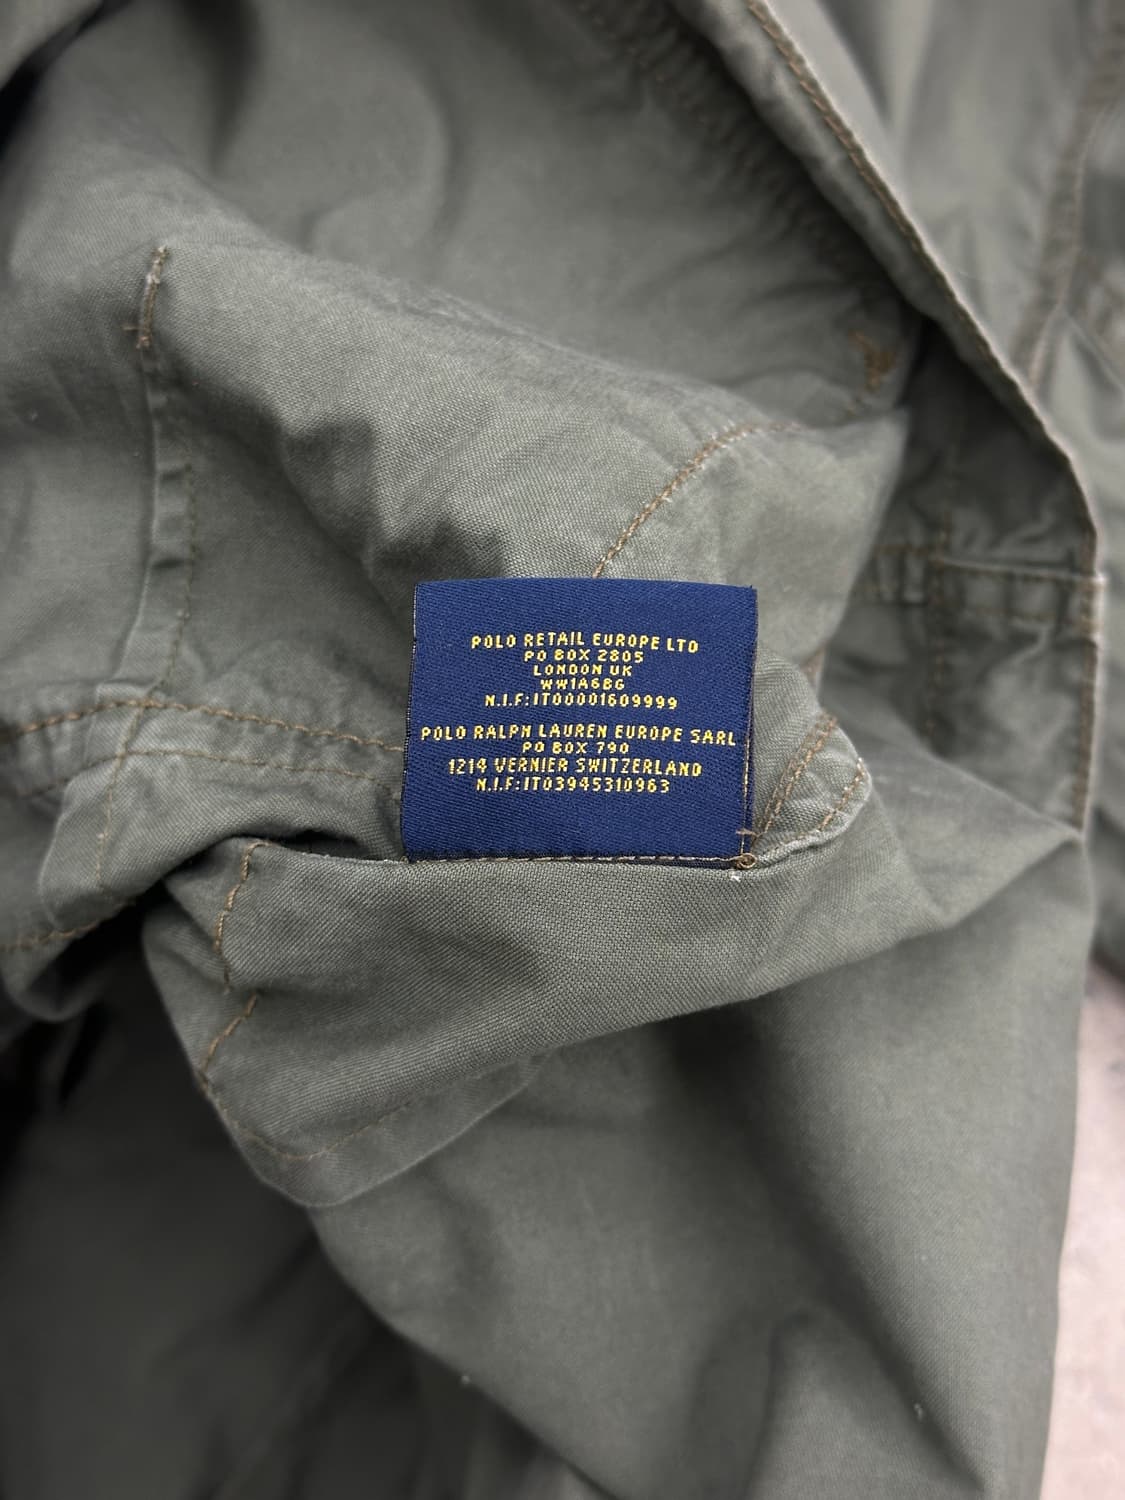 POLO RETAIL EUROPE LTD
PO BOX 2805
LONDON UK
WW1A6BG
N.I.F:IT00001609999
POLO RALPH LAUREN EUROPE SARL
PO BOX 790
1214 VERNIER SWITZERLAND
N.I.F:IT03945310963